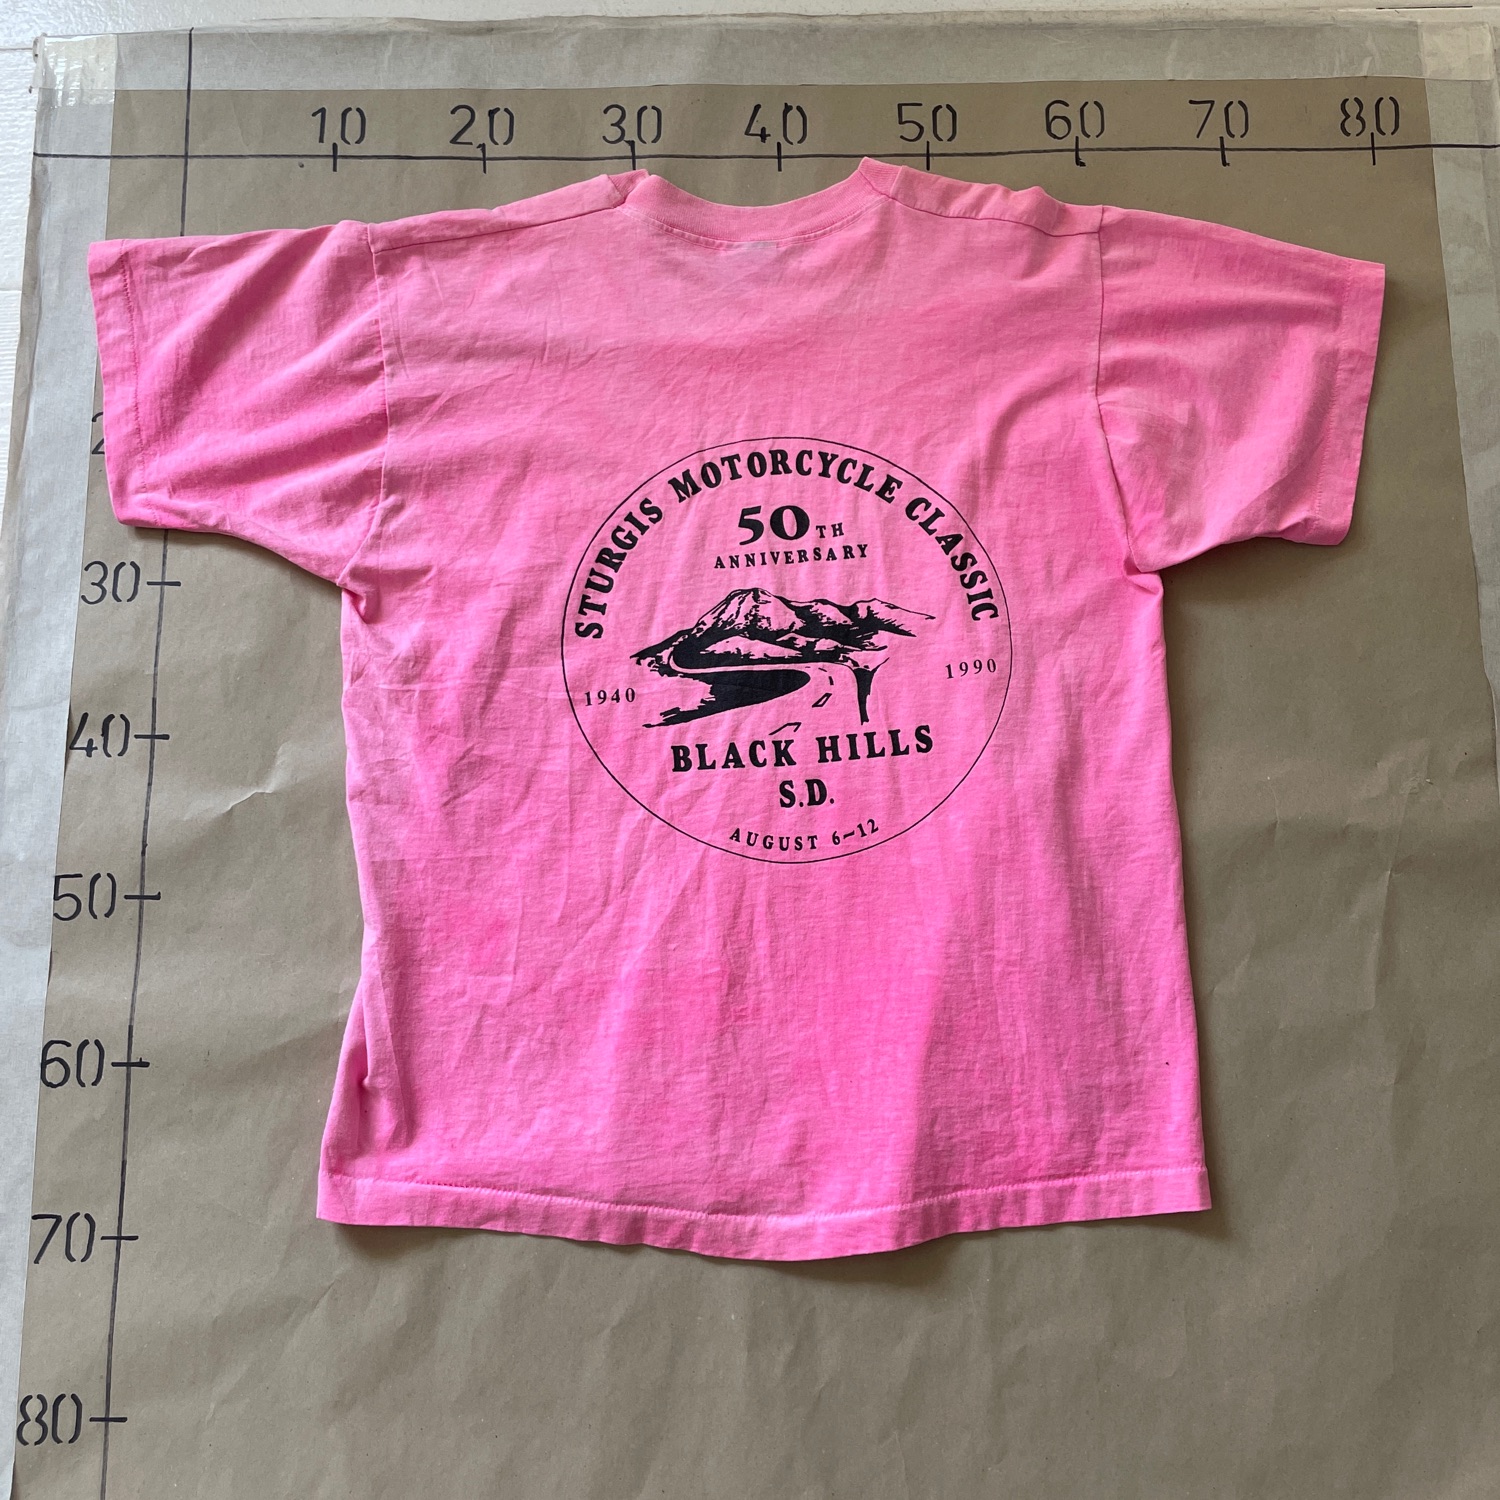 10 20 30 40 50 60 70 80
STURGIS MOTORCYCLE CLASSIC
50TH
ANNIVERSARY
1940
1990
BLACK HILLS
S.D.
AUGUST 6-12
30
40
50
60
70
80